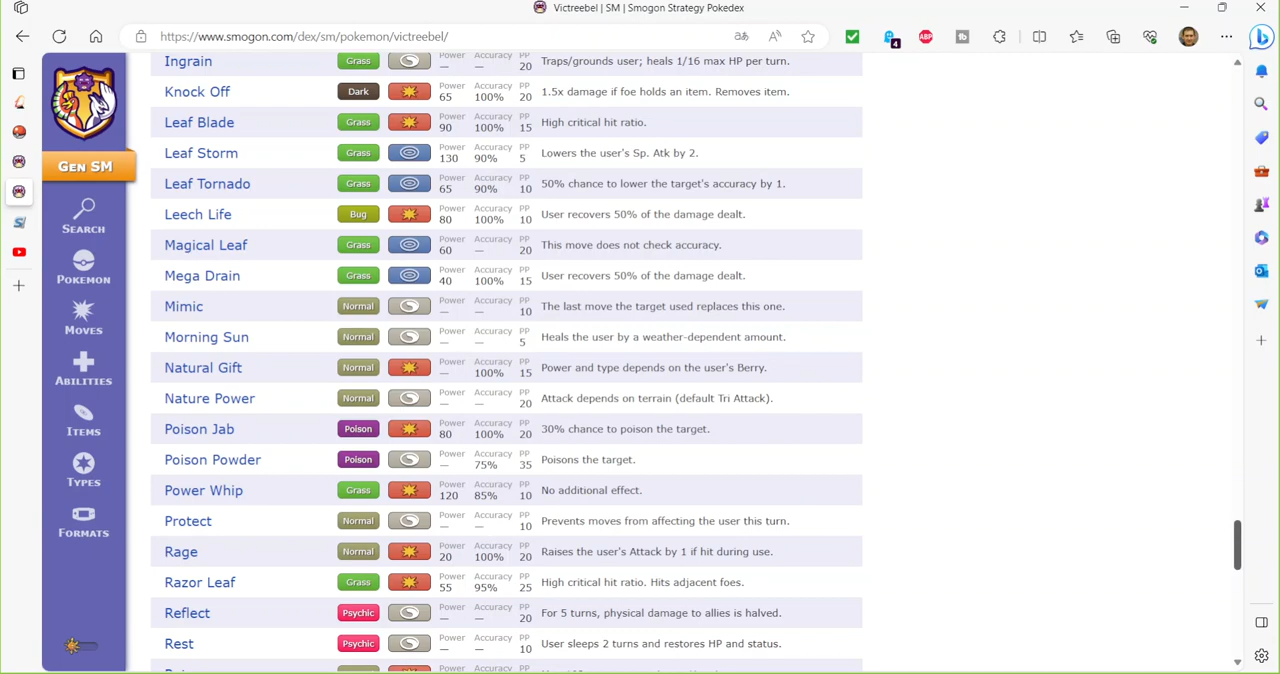 Victreebel | SM | Smogon Strategy Pokedex
https://www.smogon.com/dex/sm/pokemon/victreebel/
4
ABP
GEN SM
SEARCH
POKEMON
MOVES
ABILITIES
ITEMS
TYPES
FORMATS
Ingrain Grass Power — Accuracy — PP 20 Traps/grounds user; heals 1/16 max HP per turn.
Knock Off Dark Power 65 Accuracy 100% PP 20 1.5x damage if foe holds an item. Removes item.
Leaf Blade Grass Power 90 Accuracy 100% PP 15 High critical hit ratio.
Leaf Storm Grass Power 130 Accuracy 90% PP 5 Lowers the user's Sp. Atk by 2.
Leaf Tornado Grass Power 65 Accuracy 90% PP 10 50% chance to lower the target's accuracy by 1.
Leech Life Bug Power 80 Accuracy 100% PP 10 User recovers 50% of the damage dealt.
Magical Leaf Grass Power 60 Accuracy — PP 20 This move does not check accuracy.
Mega Drain Grass Power 40 Accuracy 100% PP 15 User recovers 50% of the damage dealt.
Mimic Normal Power — Accuracy — PP 10 The last move the target used replaces this one.
Morning Sun Normal Power — Accuracy — PP 5 Heals the user by a weather-dependent amount.
Natural Gift Normal Power — Accuracy 100% PP 15 Power and type depends on the user's Berry.
Nature Power Normal Power — Accuracy — PP 20 Attack depends on terrain (default Tri Attack).
Poison Jab Poison Power 80 Accuracy 100% PP 20 30% chance to poison the target.
Poison Powder Poison Power — Accuracy 75% PP 35 Poisons the target.
Power Whip Grass Power 120 Accuracy 85% PP 10 No additional effect.
Protect Normal Power — Accuracy — PP 10 Prevents moves from affecting the user this turn.
Rage Normal Power 20 Accuracy 100% PP 20 Raises the user's Attack by 1 if hit during use.
Razor Leaf Grass Power 55 Accuracy 95% PP 25 High critical hit ratio. Hits adjacent foes.
Reflect Psychic Power — Accuracy — PP 20 For 5 turns, physical damage to allies is halved.
Rest Psychic Power — Accuracy — PP 10 User sleeps 2 turns and restores HP and status.